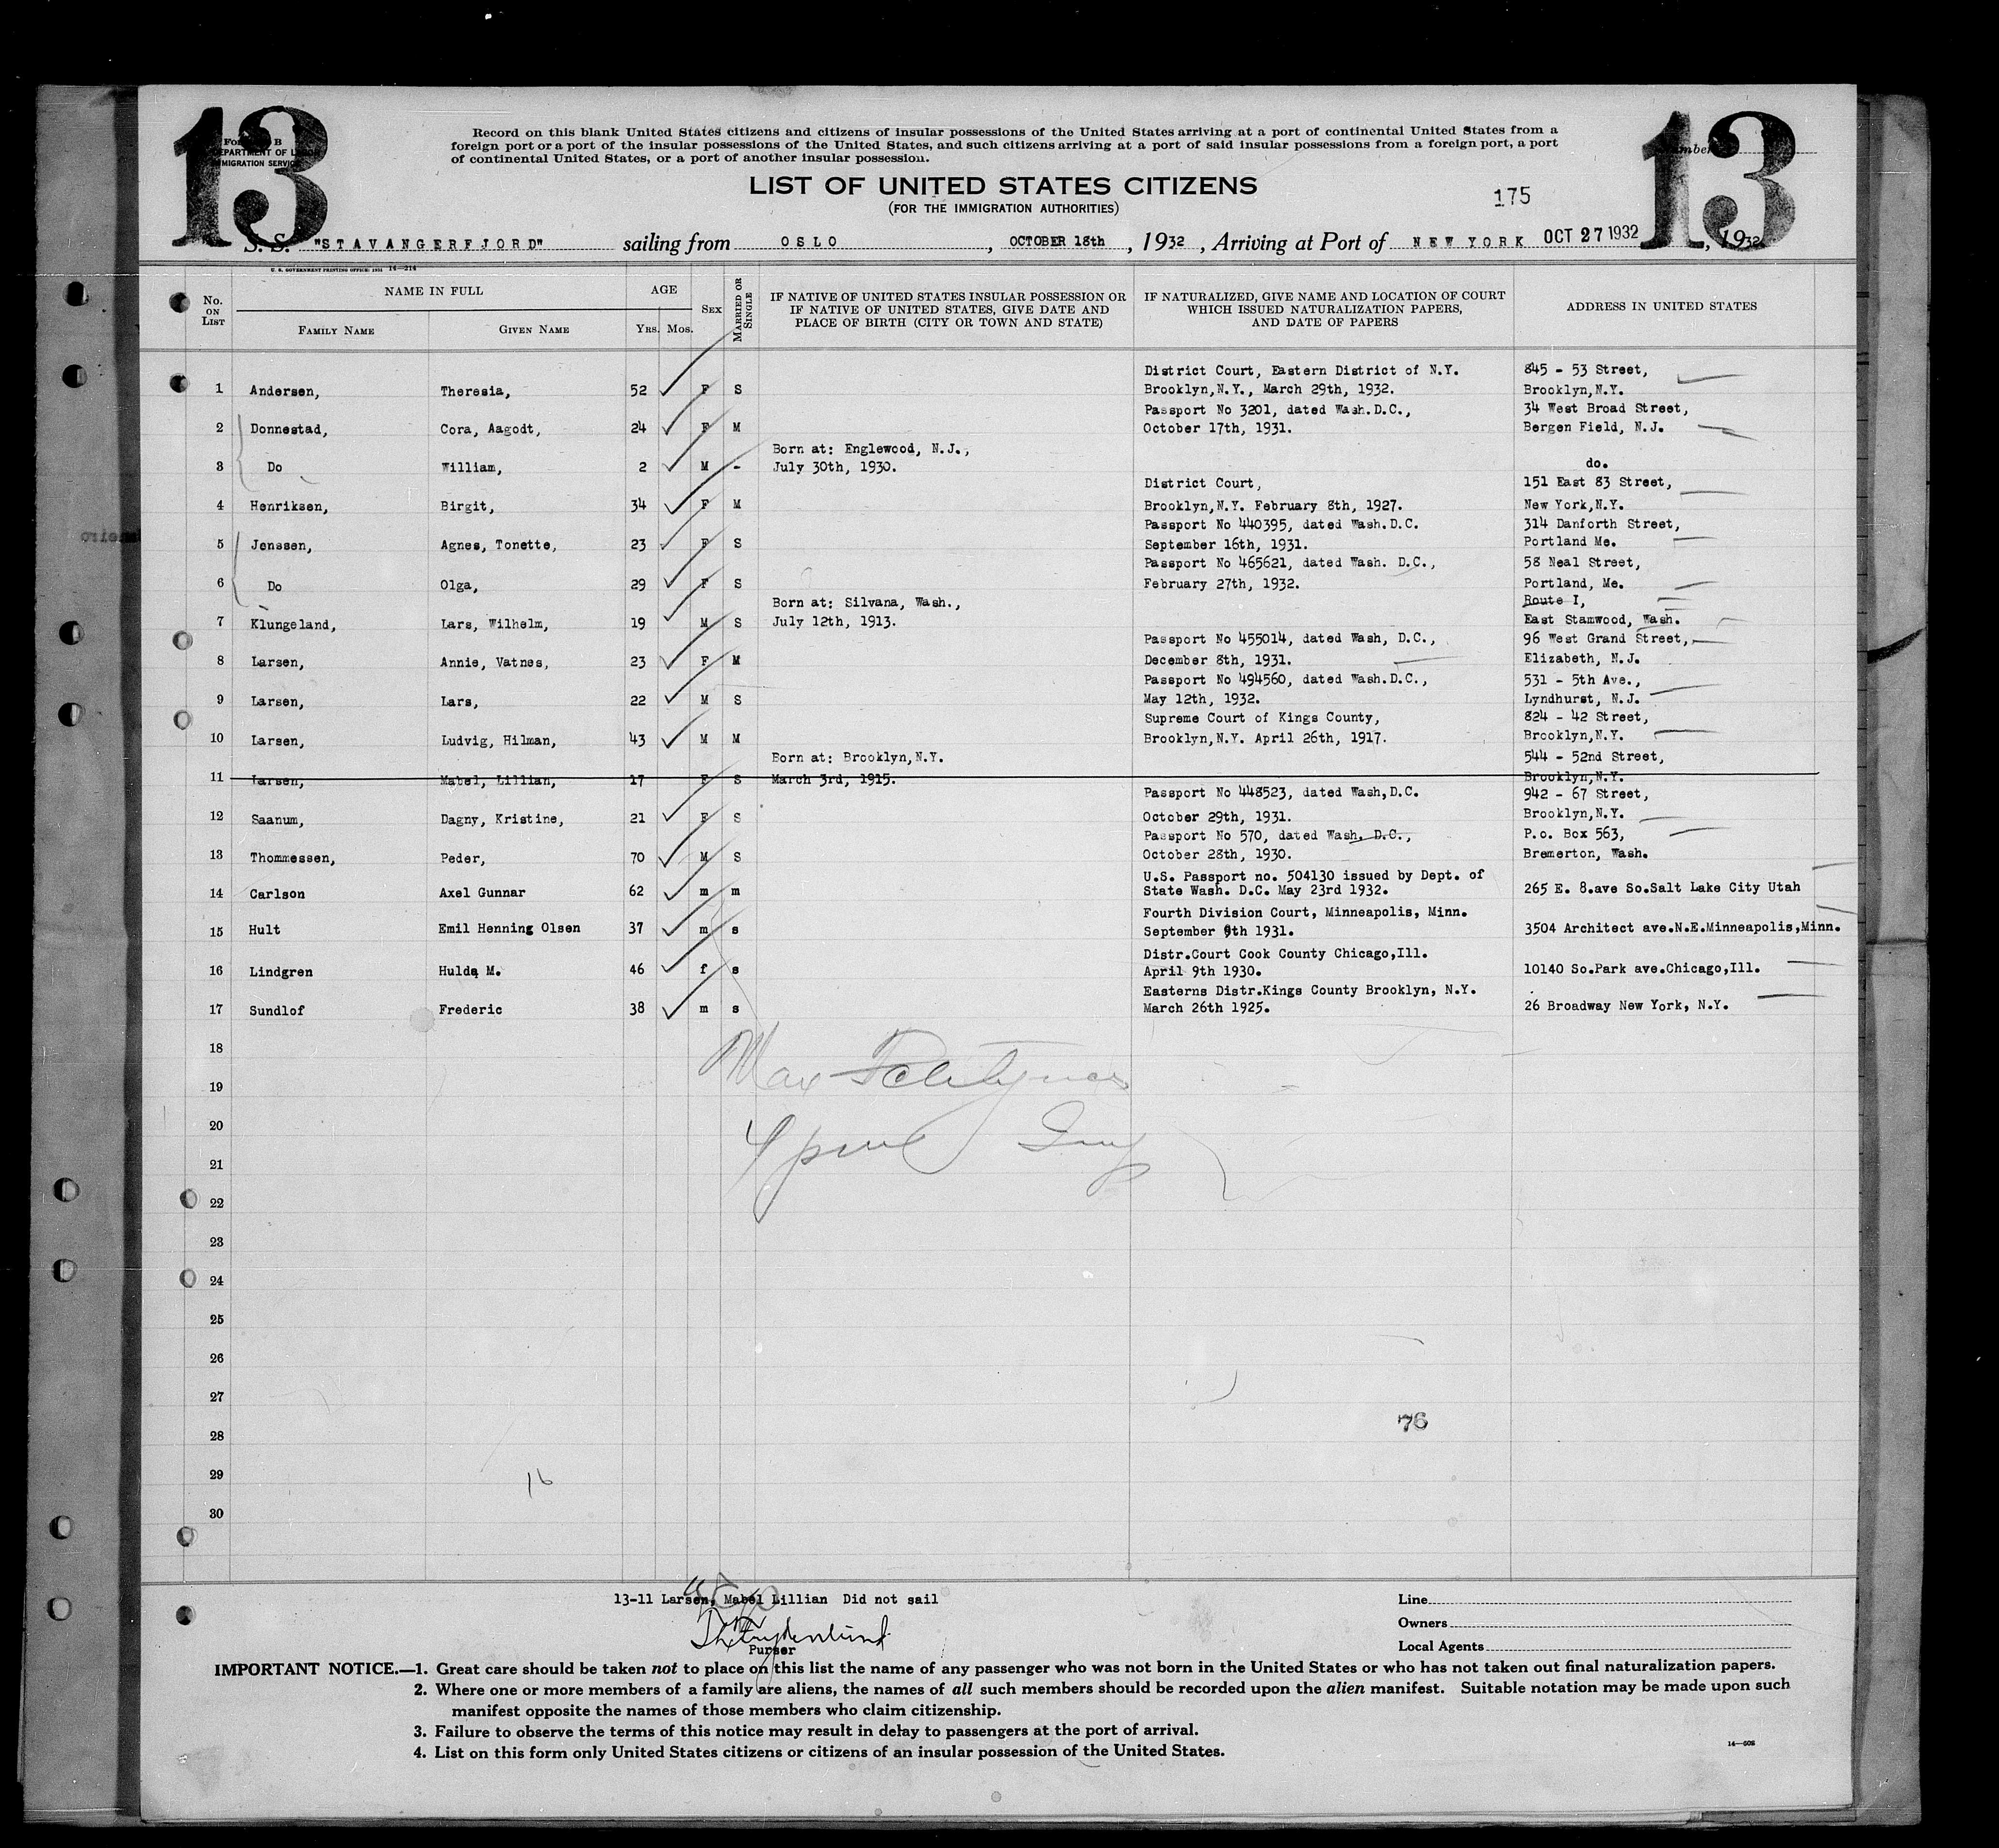 13
13
Form B
DEPARTMENT OF LABOR
IMMIGRATION SERVICE
Number
Record on this blank United States citizens and citizens of insular possessions of the United States arriving at a port of continental United States from a
foreign port or a port of the insular possessions of the United States, and such citizens arriving at a port of said insular possessions from a foreign port, a port
of continental United States, or a port of another insular possession.
LIST OF UNITED STATES CITIZENS
(FOR THE IMMIGRATION AUTHORITIES)
175
S. S. "STAVANGERFJORD" sailing from OSLO, OCTOBER 18th, 1932, Arriving at Port of NEW YORK OCT 27 1932, 1932
U. S. GOVERNMENT PRINTING OFFICE: 1931 14—214
No. ON LIST
NAME IN FULL
FAMILY NAME
GIVEN NAME
AGE
YRS. MOS.
SEX
MARRIED OR SINGLE
IF NATIVE OF UNITED STATES INSULAR POSSESSION OR
IF NATIVE OF UNITED STATES, GIVE DATE AND
PLACE OF BIRTH (CITY OR TOWN AND STATE)
IF NATURALIZED, GIVE NAME AND LOCATION OF COURT
WHICH ISSUED NATURALIZATION PAPERS,
AND DATE OF PAPERS
ADDRESS IN UNITED STATES
District Court, Eastern District of N.Y. 845 - 53 Street,
1 Andersen, Theresia, 52 F S Brooklyn,N.Y., March 29th, 1932. Brooklyn,N.Y.
Passport No 3201, dated Wash.D.C., 34 West Broad Street,
2 Donnestad, Cora, Aagodt, 24 F M October 17th, 1931. Bergen Field, N.J.
Born at: Englewood, N.J.,
3 Do William, 2 M - July 30th, 1930. do.
District Court, 151 East 83 Street,
4 Henriksen, Birgit, 34 F M Brooklyn,N.Y. February 8th, 1927. New York,N.Y.
Passport No 440395, dated Wash.D.C. 314 Danforth Street,
5 Jenssen, Agnes, Tonette, 23 F S September 16th, 1931. Portland Me.
Passport No 465621, dated Wash. D.C., 58 Neal Street,
6 Do Olga, 29 F S February 27th, 1932. Portland, Me.
Born at: Silvana, Wash., Route I,
7 Klungeland, Lars, Wilhelm, 19 M S July 12th, 1913. East Stamwood, Wash.
Passport No 455014, dated Wash, D.C., 96 West Grand Street,
8 Larsen, Annie, Vatnes, 23 F M December 8th, 1931. Elizabeth, N.J.
Passport No 494560, dated Wash.D.C., 531 - 5th Ave.,
9 Larsen, Lars, 22 M S May 12th, 1932. Lyndhurst, N.J.
Supreme Court of Kings County, 824 - 42 Street,
10 Larsen, Ludvig, Hilman, 43 M M Brooklyn,N.Y. April 26th, 1917. Brooklyn,N.Y.
Born at: Brooklyn,N.Y. 544 - 52nd Street,
11 Larsen, Mabel, Lillian, 17 F S March 3rd, 1915. Brooklyn,N.Y.
Passport No 448523, dated Wash,D.C. 942 - 67 Street,
12 Saanum, Dagny, Kristine, 21 F S October 29th, 1931. Brooklyn,N.Y.
Passport No 570, dated Wash. D.C., P.o. Box 563,
13 Thommessen, Peder, 70 M S October 28th, 1930. Bremerton, Wash.
U.S. Passport no. 504130 issued by Dept. of
14 Carlson Axel Gunnar 62 m m State Wash. D.C. May 23rd 1932. 265 E. 8.ave So.Salt Lake City Utah
Fourth Division Court, Minneapolis, Minn.
15 Hult Emil Henning Olsen 37 m s September 9th 1931. 3504 Architect ave.N.E.Minneapolis,Minn.
Distr.Court Cook County Chicago,Ill.
16 Lindgren Hulda M. 46 f s April 9th 1930. 10140 So.Park ave.Chicago,Ill.
Easterns Distr.Kings County Brooklyn, N.Y.
17 Sundlof Frederic 38 m s March 26th 1925. 26 Broadway New York, N.Y.
18
19 Max
20
21
22
23
24
25
26
27
76
28
29
16
30
13-11 Larsen, Mabel Lillian Did not sail
Purser
Line
Owners
Local Agents
IMPORTANT NOTICE.—1. Great care should be taken not to place on this list the name of any passenger who was not born in the United States or who has not taken out final naturalization papers.
2. Where one or more members of a family are aliens, the names of all such members should be recorded upon the alien manifest. Suitable notation may be made upon such
manifest opposite the names of those members who claim citizenship.
3. Failure to observe the terms of this notice may result in delay to passengers at the port of arrival.
4. List on this form only United States citizens or citizens of an insular possession of the United States.